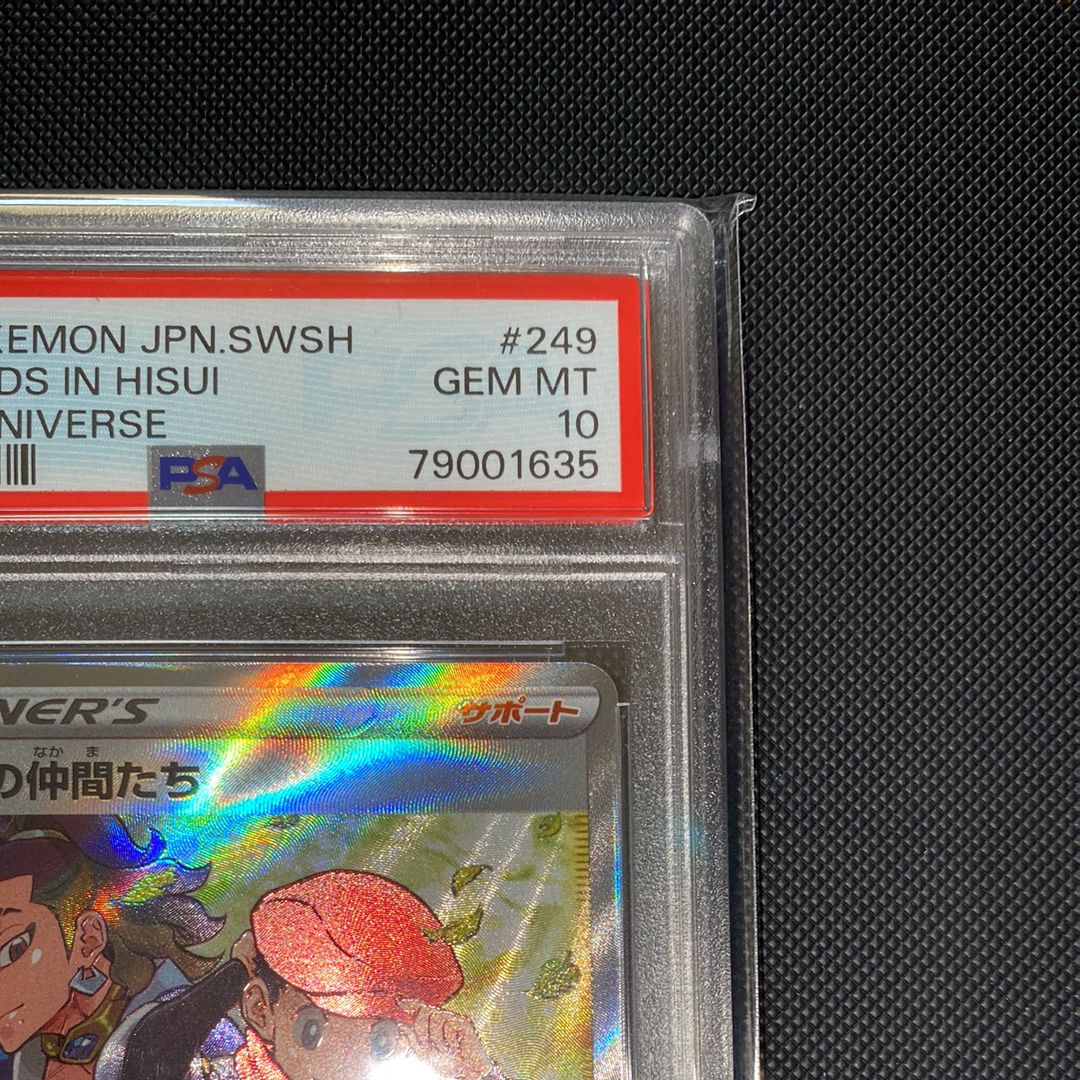 KEMON JPN.SWSH #249
DS IN HISUI GEM MT
NIVERSE 10
PSA 79001635
NER'S サポート
なか ま
の仲間たち